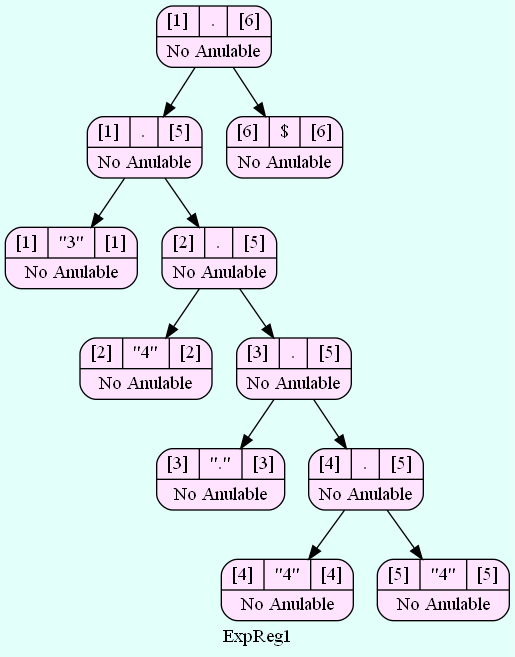 [1] . [6]
No Anulable
[1] . [5]
No Anulable
[6] $ [6]
No Anulable
[1] "3" [1]
No Anulable
[2] . [5]
No Anulable
[2] "4" [2]
No Anulable
[3] . [5]
No Anulable
[3] "." [3]
No Anulable
[4] . [5]
No Anulable
[4] "4" [4]
No Anulable
[5] "4" [5]
No Anulable
ExpReg1